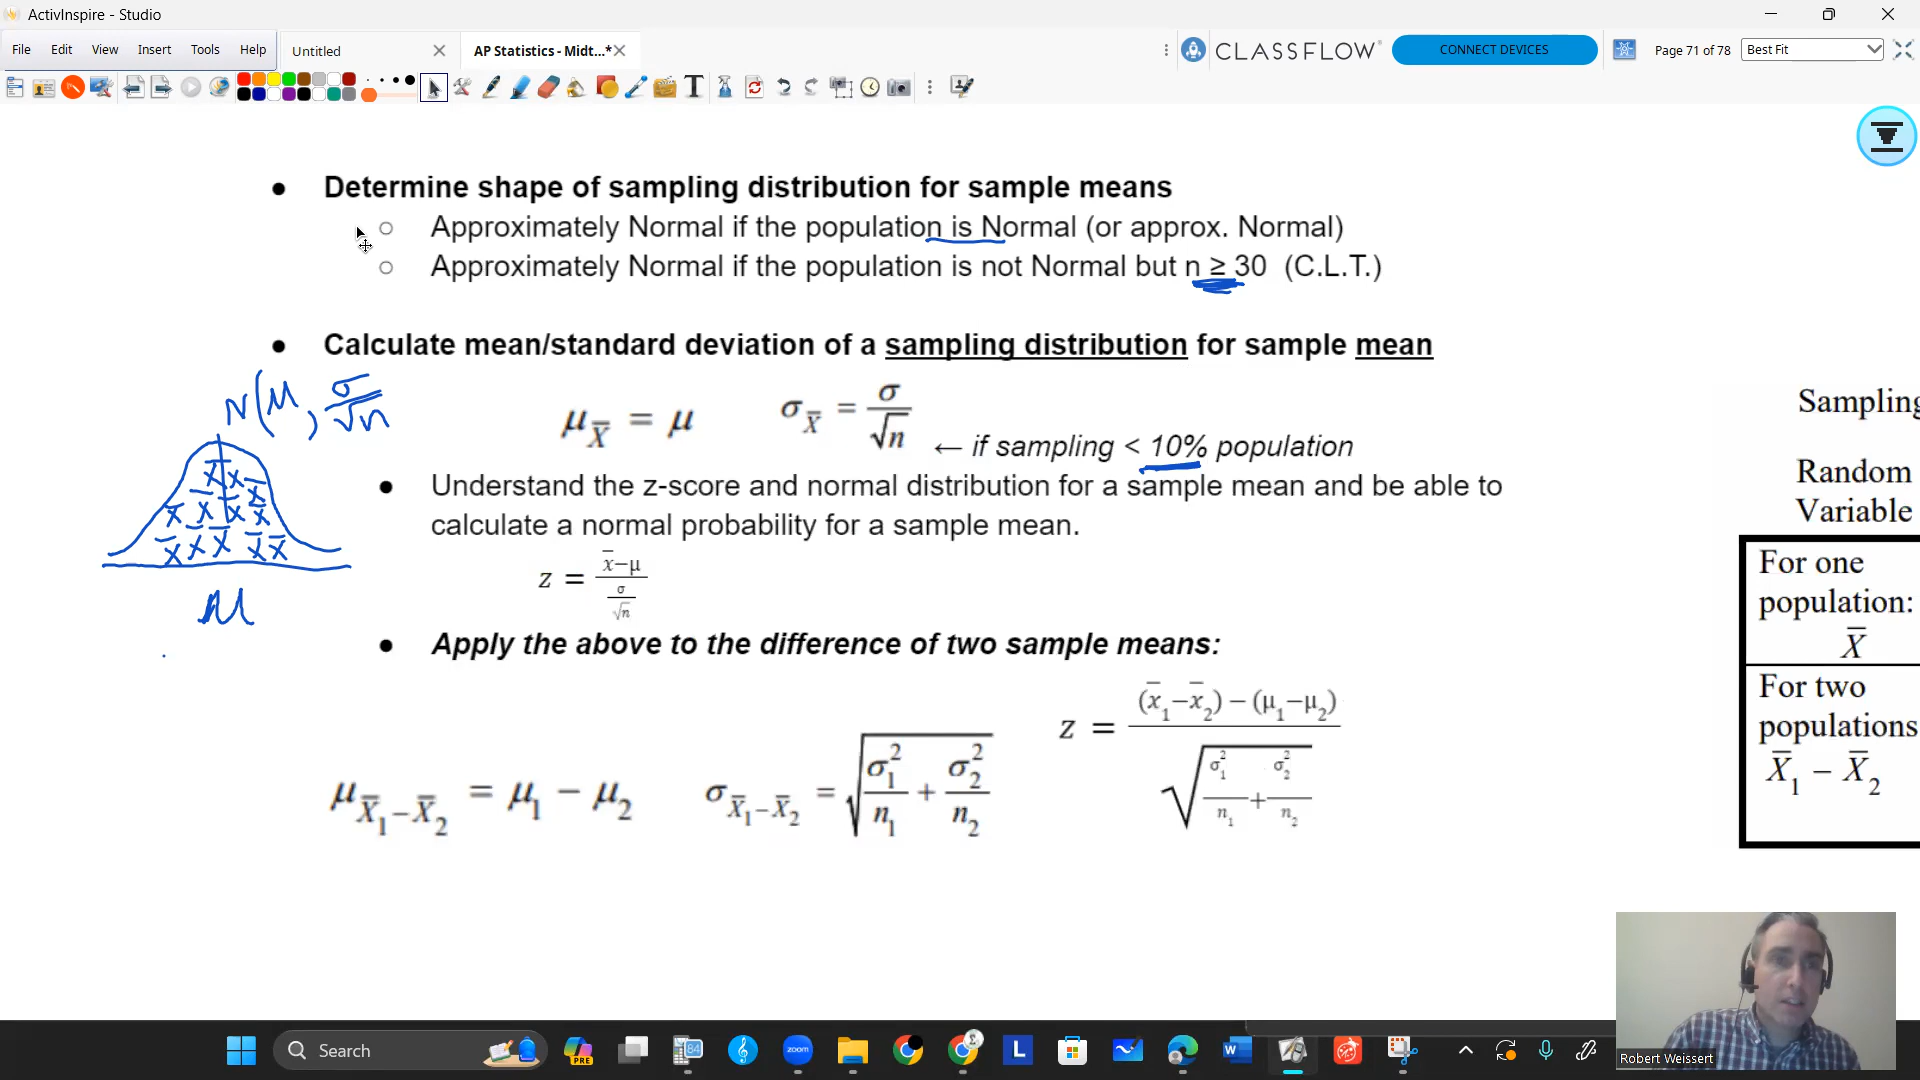 ActivInspire - Studio
File Edit View Insert Tools Help
Untitled
AP Statistics - Midt...*
CLASSFLOW
CONNECT DEVICES
Page 71 of 78
Best Fit
● Determine shape of sampling distribution for sample means
○ Approximately Normal if the population is Normal (or approx. Normal)
○ Approximately Normal if the population is not Normal but n ≥ 30 (C.L.T.)
● Calculate mean/standard deviation of a sampling distribution for sample mean
N(μ, σ/√n
μ_X̄ = μ σ_X̄ = σ/√n ← if sampling < 10% population
● Understand the z-score and normal distribution for a sample mean and be able to
calculate a normal probability for a sample mean.
x̄ x̄
x̄ x̄ x̄ x̄ x̄
x̄ x̄ x̄ x̄ x̄
μ
z = (x̄−μ)/(σ/√n)
● Apply the above to the difference of two sample means:
μ_X̄₁−X̄₂ = μ₁ − μ₂ σ_X̄₁−X̄₂ = √(σ₁²/n₁ + σ₂²/n₂)
z = ((x̄₁−x̄₂) − (μ₁−μ₂))/√(σ₁²/n₁ + σ₂²/n₂)
Sampling
Random
Variable
For one
population:
X̄
For two
populations
X̄₁ − X̄₂
Robert Weissert
Search
PRE
84
zoom
L
W